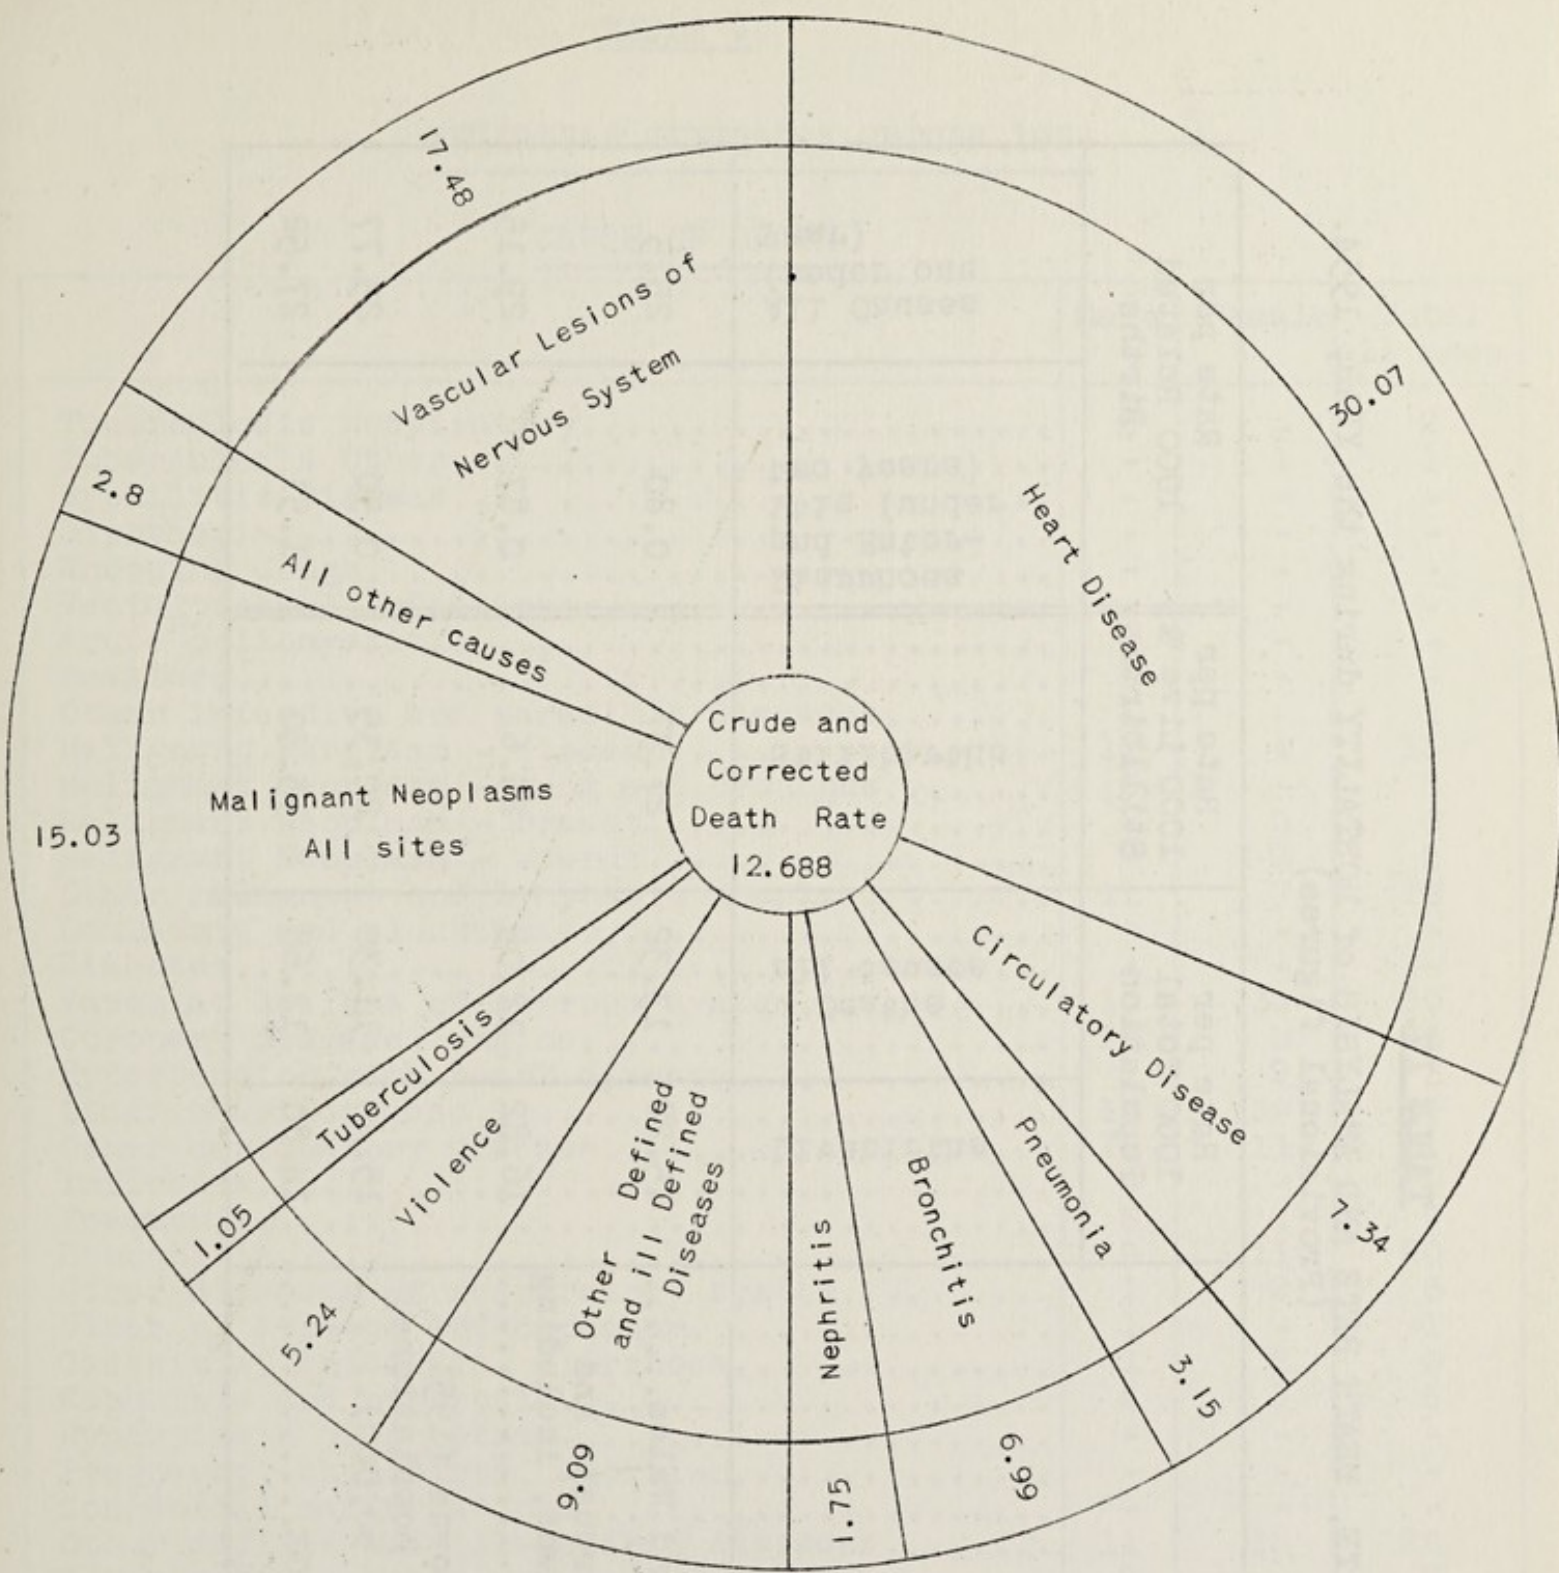 30.07
Heart Disease
7.34
Circulatory Disease
3.15
Pneumonia
6.99
Bronchitis
1.75
Nephritis
9.09
Other Defined
and ill Defined
Diseases
5.24
Violence
1.05
Tuberculosis
15.03
Malignant Neoplasms
All sites
2.8
All other causes
17.48
Vascular Lesions of
Nervous System
Crude and
Corrected
Death Rate
12.688